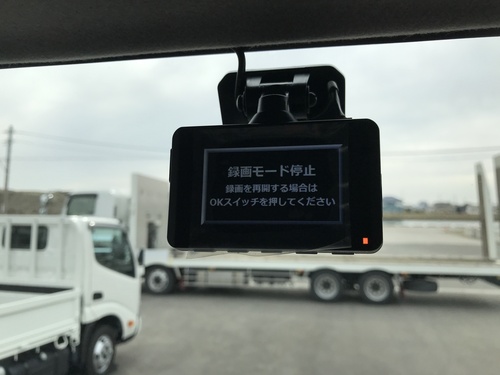 録画モード停止
録画を再開する場合は
OKスイッチを押してください